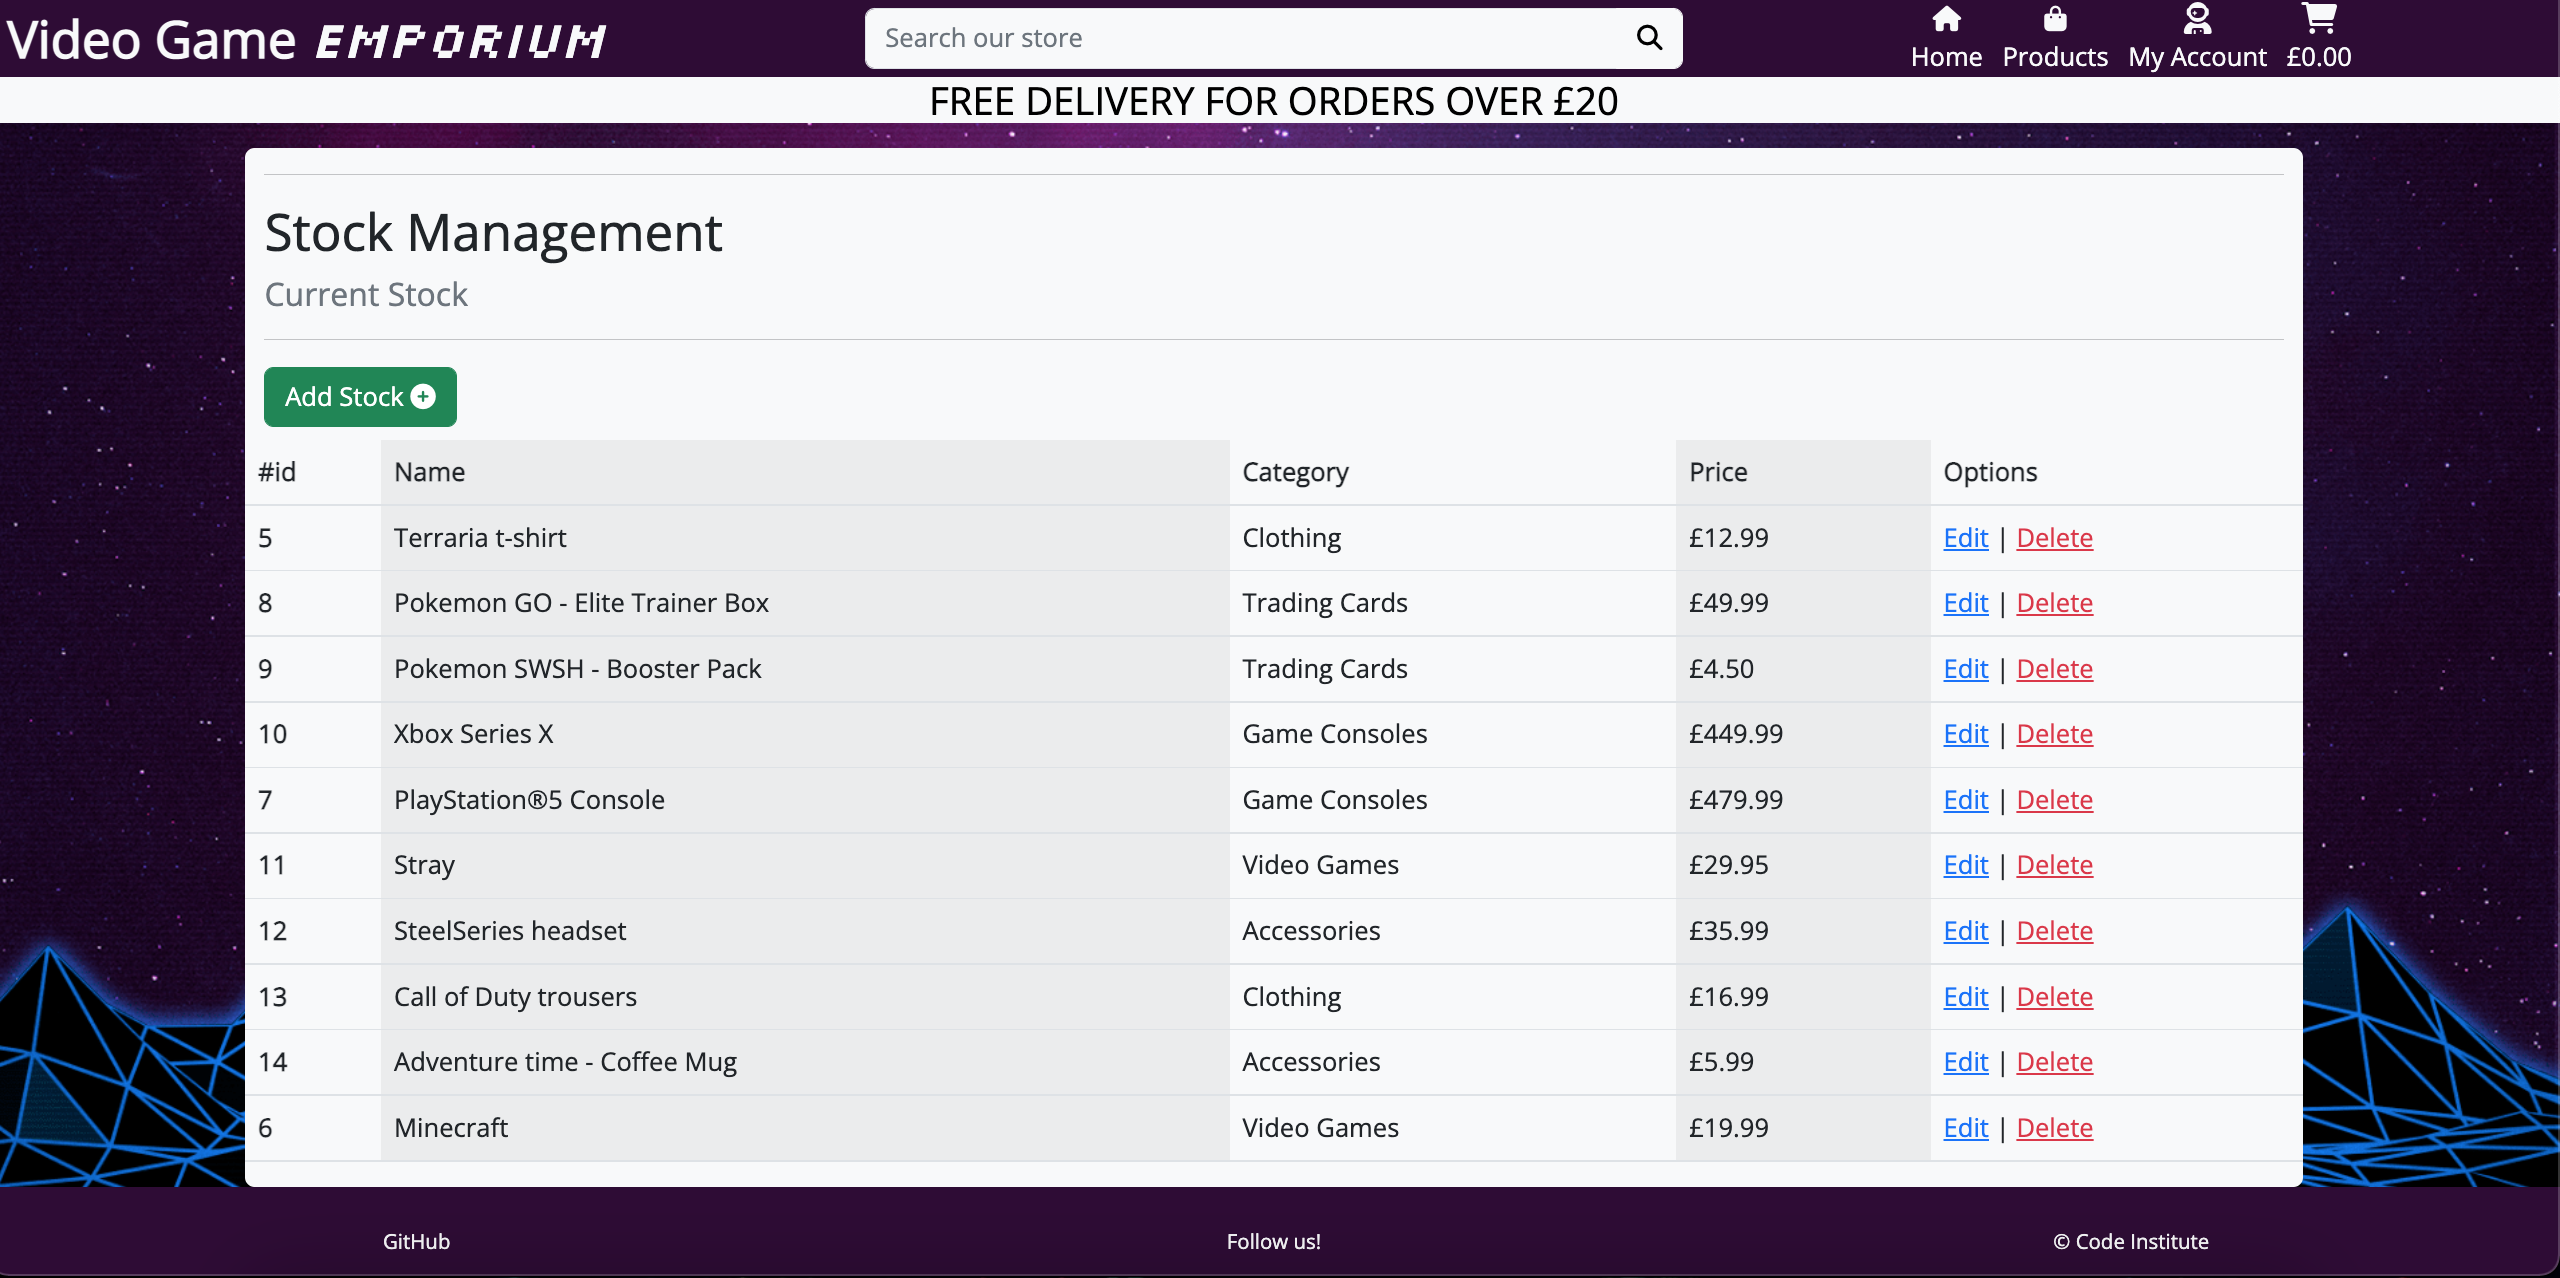 Video Game EMPORIUM
Search our store
Home Products My Account £0.00
FREE DELIVERY FOR ORDERS OVER £20
Stock Management
Current Stock
Add Stock
#id Name Category Price Options
5 Terraria t-shirt Clothing £12.99 Edit | Delete
8 Pokemon GO - Elite Trainer Box Trading Cards £49.99 Edit | Delete
9 Pokemon SWSH - Booster Pack Trading Cards £4.50 Edit | Delete
10 Xbox Series X Game Consoles £449.99 Edit | Delete
7 PlayStation®5 Console Game Consoles £479.99 Edit | Delete
11 Stray Video Games £29.95 Edit | Delete
12 SteelSeries headset Accessories £35.99 Edit | Delete
13 Call of Duty trousers Clothing £16.99 Edit | Delete
14 Adventure time - Coffee Mug Accessories £5.99 Edit | Delete
6 Minecraft Video Games £19.99 Edit | Delete
GitHub Follow us! © Code Institute